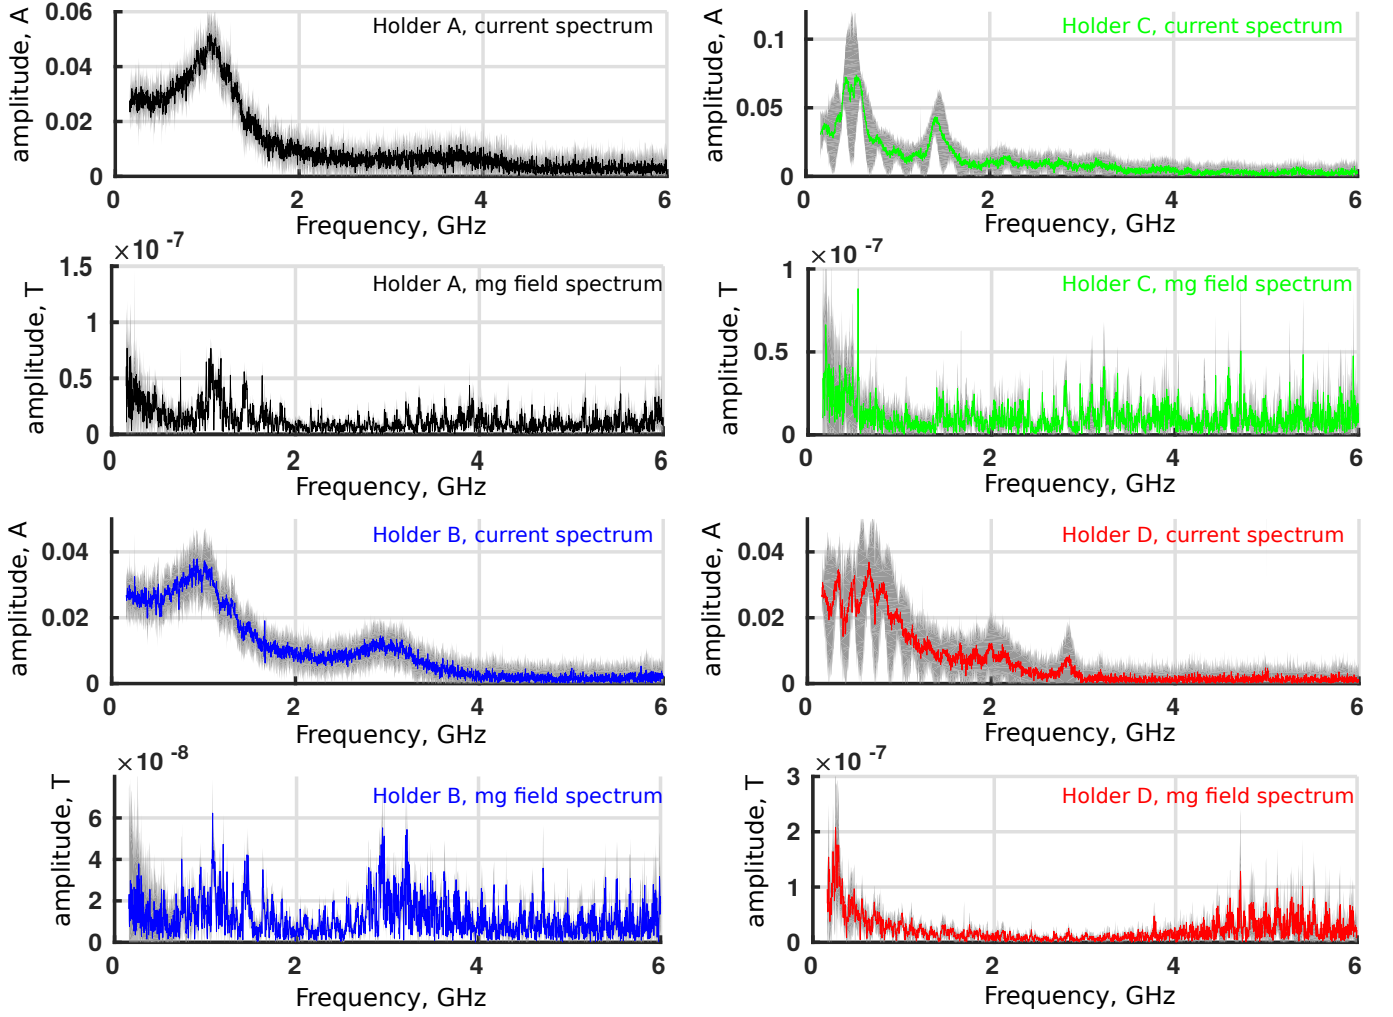 Holder A, current spectrum
amplitude, A
0.06
0.04
0.02
0
0 2 4 6
Frequency, GHz
Holder C, current spectrum
amplitude, A
0.1
0.05
0
0 2 4 6
Frequency, GHz
×10 -7
Holder A, mg field spectrum
amplitude, T
1.5
1
0.5
0
0 2 4 6
Frequency, GHz
×10 -7
Holder C, mg field spectrum
amplitude, T
1
0.5
0
0 2 4 6
Frequency, GHz
Holder B, current spectrum
amplitude, A
0.04
0.02
0
0 2 4 6
Frequency, GHz
Holder D, current spectrum
amplitude, A
0.04
0.02
0
0 2 4 6
Frequency, GHz
×10 -8
Holder B, mg field spectrum
amplitude, T
6
4
2
0
0 2 4 6
Frequency, GHz
×10 -7
Holder D, mg field spectrum
amplitude, T
3
2
1
0
0 2 4 6
Frequency, GHz